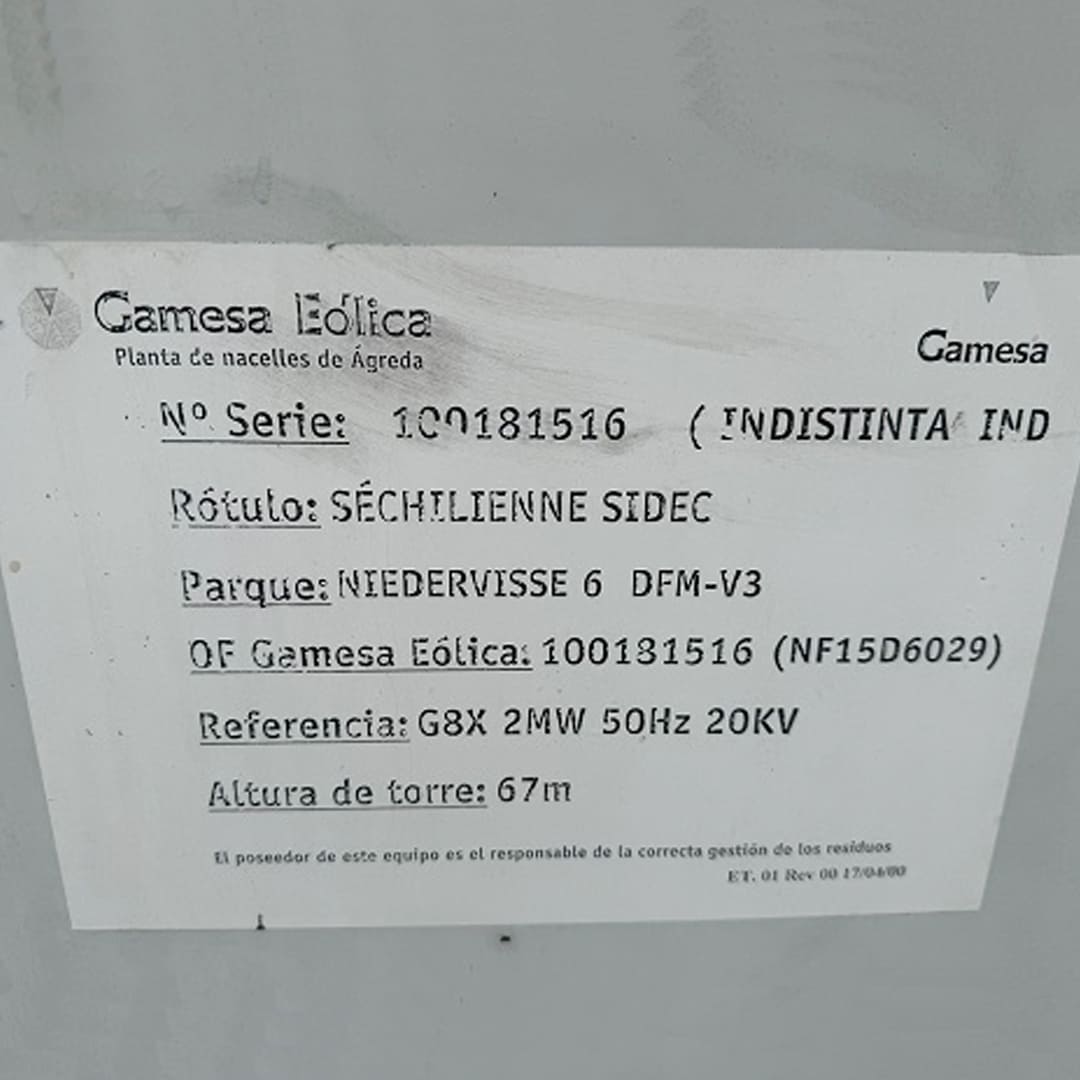 Gamesa Eólica
Planta de nacelles de Ágreda
Gamesa
Nº Serie: 100181516 (INDISTINTA IND
Rótulo: SÉCHILIENNE SIDEC
Parque: NIEDERVISSE 6 DFM-V3
OF Gamesa Eólica: 100181516 (NF15D6029)
Referencia: G8X 2MW 50Hz 20KV
Altura de torre: 67m
El poseedor de este equipo es el responsable de la correcta gestión de los residuos
ET. 01 Rev 00 17/04/00